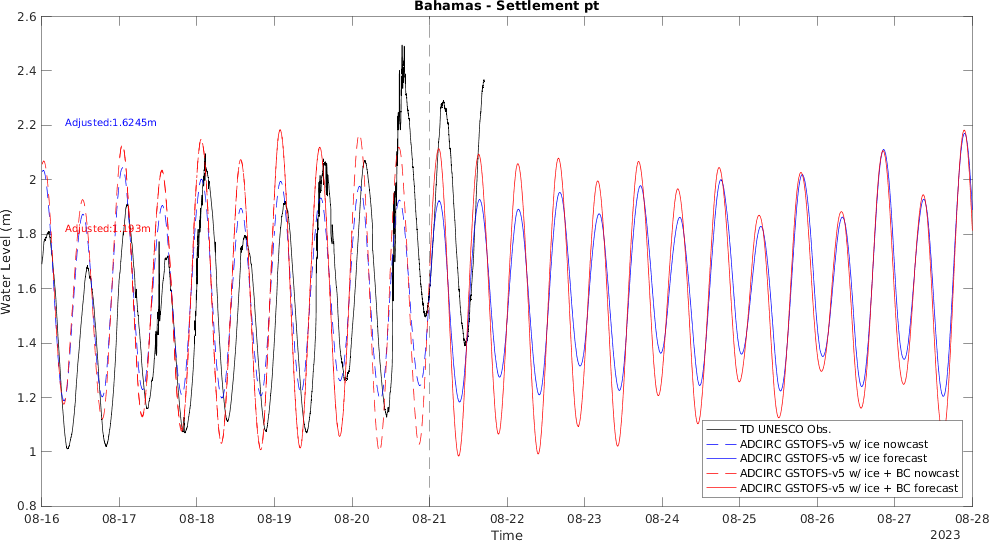 Bahamas - Settlement pt
Water Level (m)
2.6
2.4
2.2
2
1.8
1.6
1.4
1.2
1
0.8
Adjusted:1.6245m
Adjusted:1.193m
TD UNESCO Obs.
ADCIRC GSTOFS-v5 w/ ice nowcast
ADCIRC GSTOFS-v5 w/ ice forecast
ADCIRC GSTOFS-v5 w/ ice + BC nowcast
ADCIRC GSTOFS-v5 w/ ice + BC forecast
08-16 08-17 08-18 08-19 08-20 08-21 08-22 08-23 08-24 08-25 08-26 08-27 08-28
Time
2023